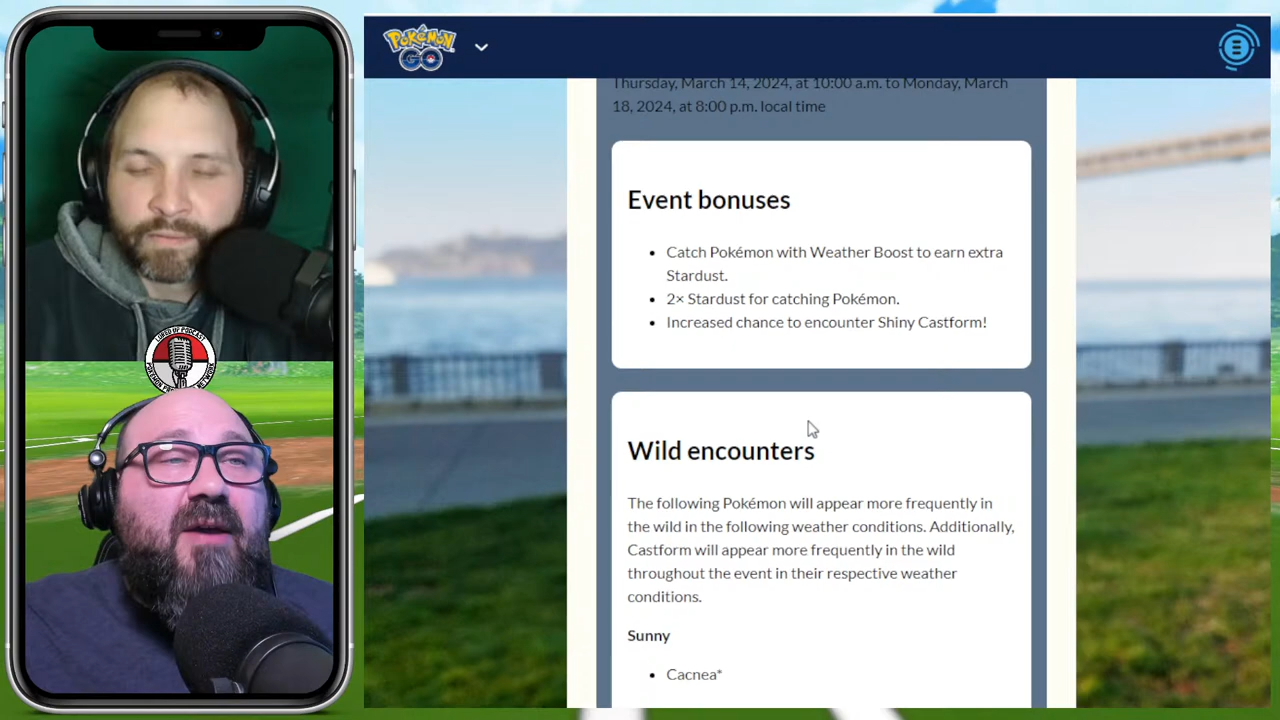 Pokémon
GO
Thursday, March 14, 2024, at 10:00 a.m. to Monday, March
18, 2024, at 8:00 p.m. local time
Event bonuses
• Catch Pokémon with Weather Boost to earn extra
Stardust.
• 2× Stardust for catching Pokémon.
• Increased chance to encounter Shiny Castform!
Wild encounters
The following Pokémon will appear more frequently in
the wild in the following weather conditions. Additionally,
Castform will appear more frequently in the wild
throughout the event in their respective weather
conditions.
Sunny
• Cacnea*